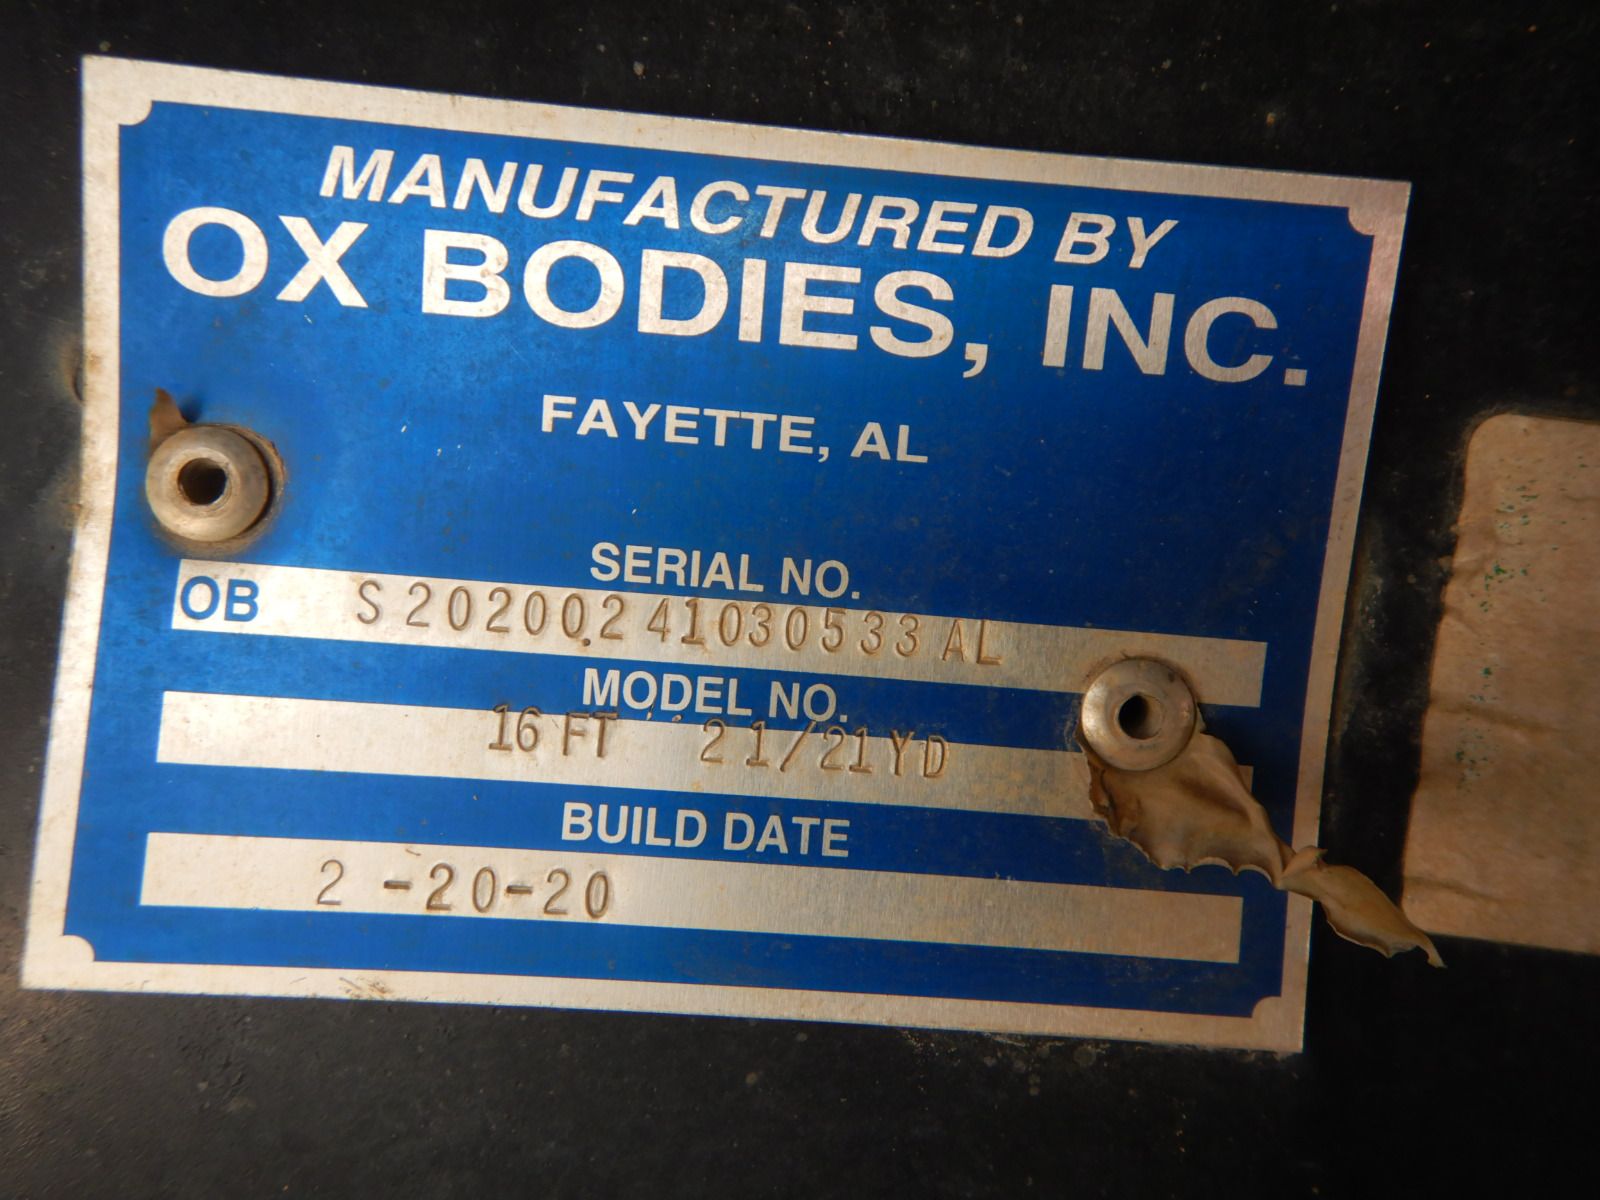 MANUFACTURED BY
OX BODIES, INC.
FAYETTE, AL
SERIAL NO.
OB S20200241030533AL
MODEL NO.
16FT 21/21YD
BUILD DATE
2-20-20